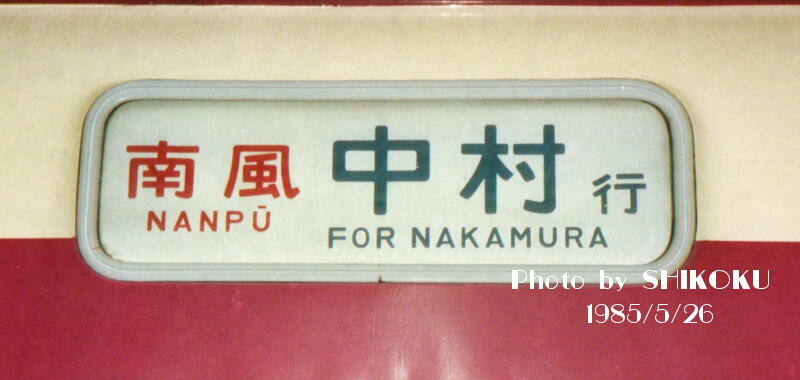 南風 中村 行
NANPŪ FOR NAKAMURA
Photo by SHIKOKU
1985/5/26